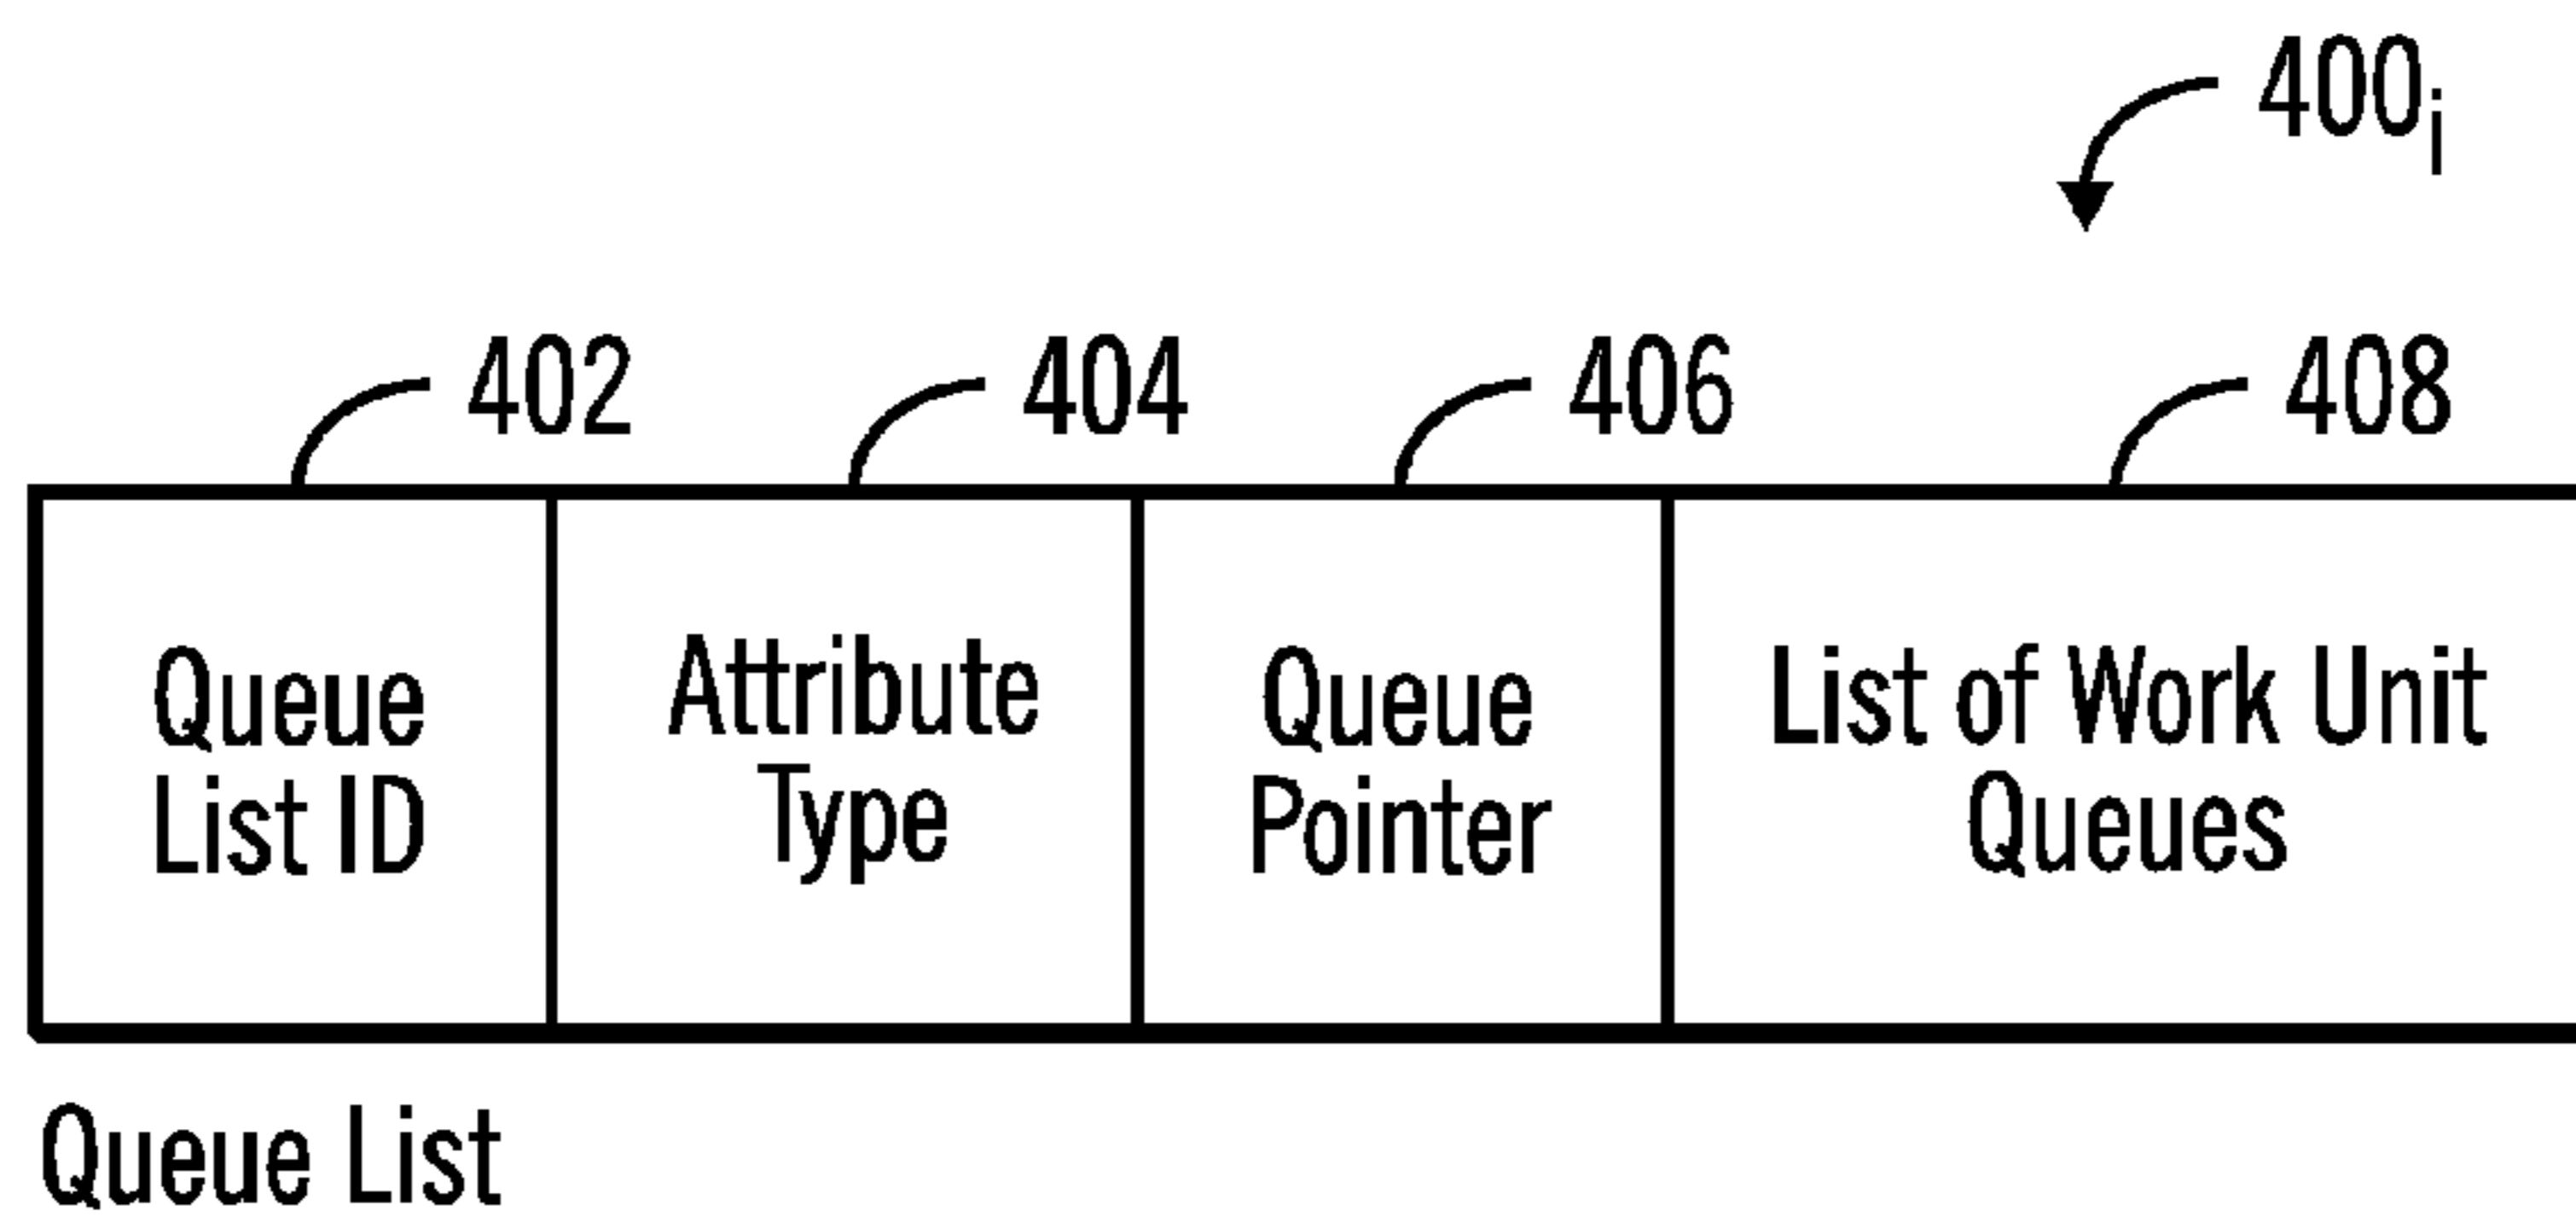 400i
402 404 406 408
Queue List ID
Attribute Type
Queue Pointer
List of Work Unit Queues
Queue List